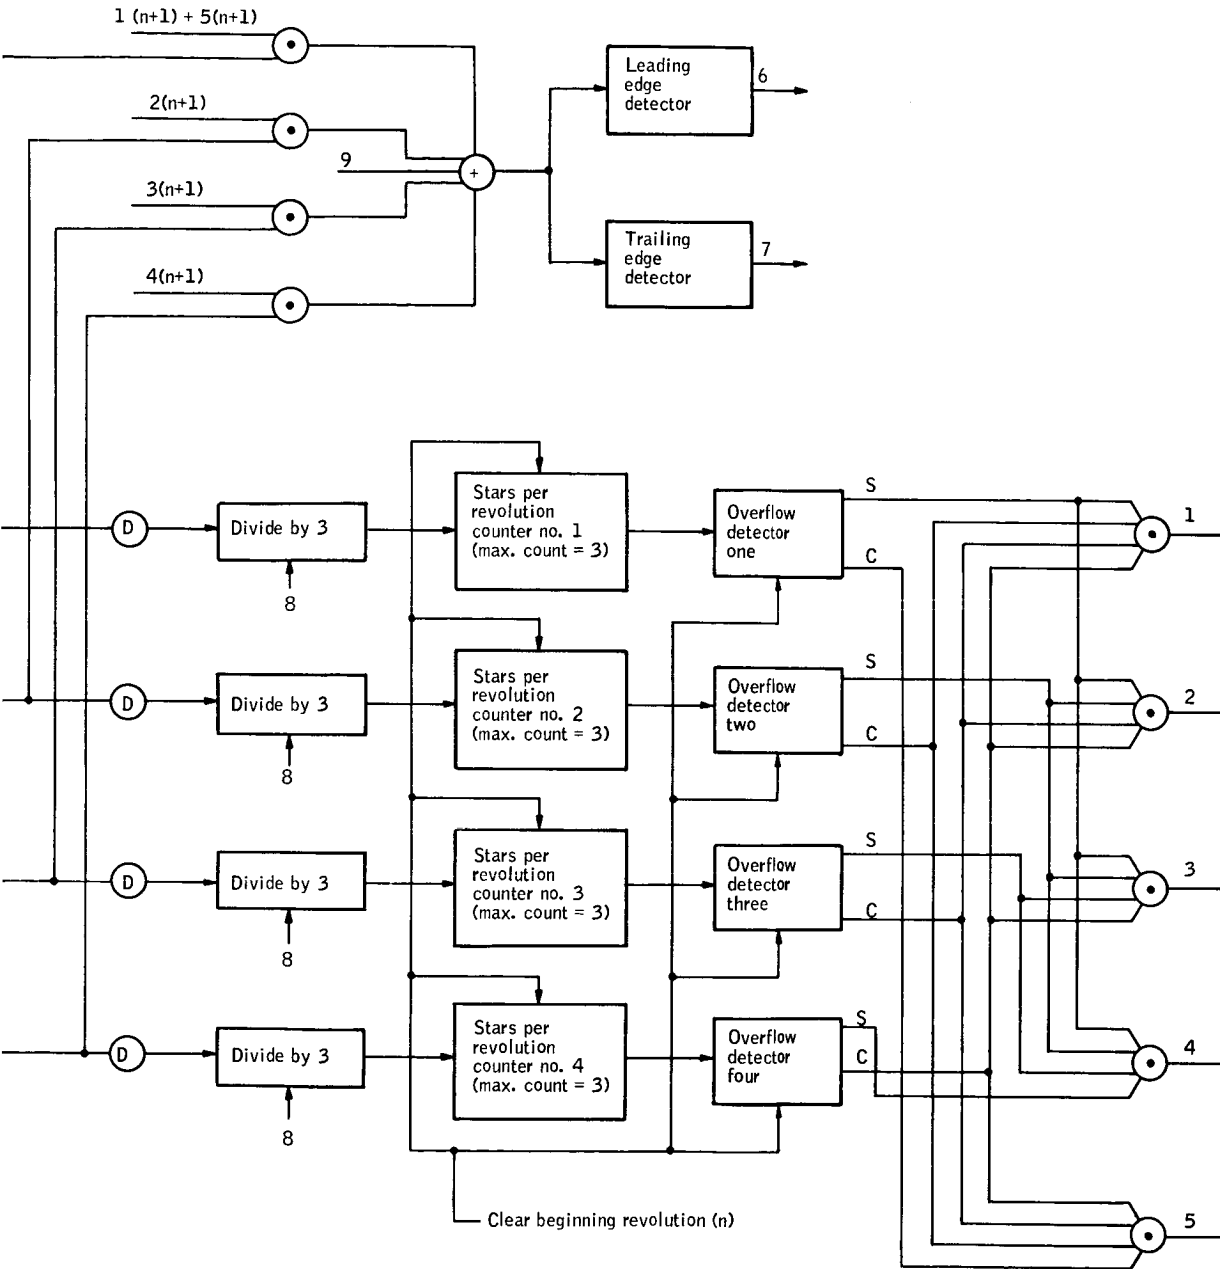 1 (n+1) + 5(n+1)
2(n+1)
9
3(n+1)
4(n+1)
+
Leading
edge
detector
6
Trailing
edge
detector
7
D
Divide by 3
8
Stars per
revolution
counter no. 1
(max. count = 3)
Overflow
detector
one
S
C
1
D
Divide by 3
8
Stars per
revolution
counter no. 2
(max. count = 3)
Overflow
detector
two
S
C
2
D
Divide by 3
8
Stars per
revolution
counter no. 3
(max. count = 3)
Overflow
detector
three
S
C
3
D
Divide by 3
8
Stars per
revolution
counter no. 4
(max. count = 3)
Overflow
detector
four
S
C
4
Clear beginning revolution (n)
5